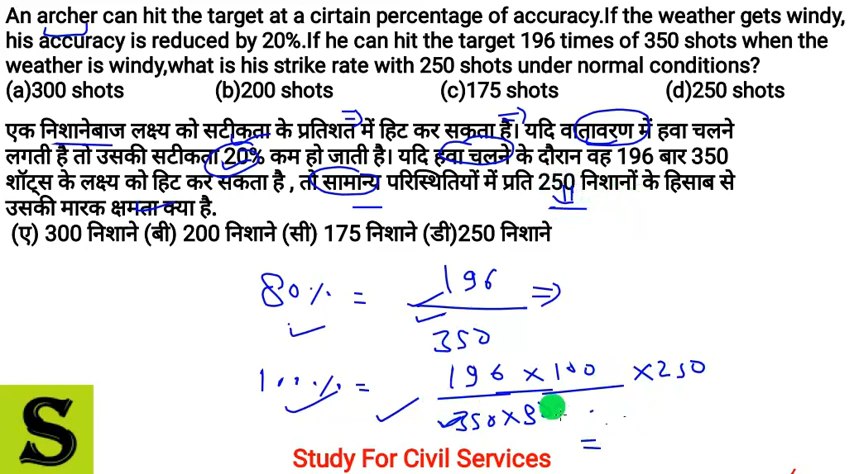 An archer can hit the target at a cirtain percentage of accuracy.If the weather gets windy,
his accuracy is reduced by 20%.If he can hit the target 196 times of 350 shots when the
weather is windy,what is his strike rate with 250 shots under normal conditions?
(a)300 shots (b)200 shots (c)175 shots (d)250 shots
एक निशानेबाज लक्ष्य को सटीकता के प्रतिशत में हिट कर सकता है। यदि वातावरण में हवा चलने
लगती है तो उसकी सटीकता 20% कम हो जाती है। यदि हवा चलने के दौरान वह 196 बार 350
शॉट्स के लक्ष्य को हिट कर सकता है , तो सामान्य परिस्थितियों में प्रति 250 निशानों के हिसाब से
उसकी मारक क्षमता क्या है.
(ए) 300 निशाने (बी) 200 निशाने (सी) 175 निशाने (डी)250 निशाने
80% = 196 ⇒
350
100% = 196 × 100 × 250
350 × 8
=
S
Study For Civil Services